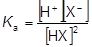 Kₐ = [H⁺][X⁻] / [HX]²